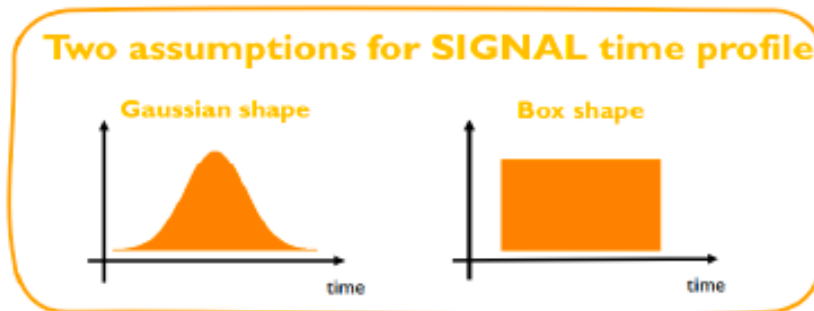 Two assumptions for SIGNAL time profile
Gaussian shape
Box shape
time
time